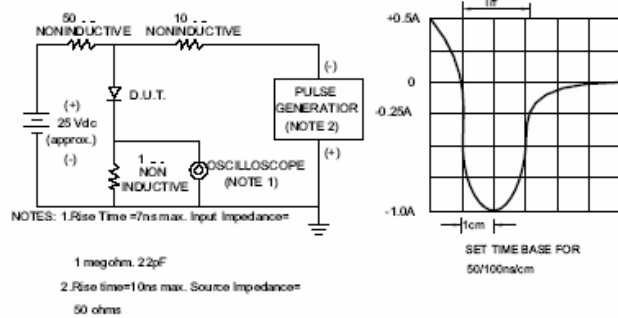 50 - -
NONINDUCTIVE
10 - -
NONINDUCTIVE
(+)
25 Vdc
(approx.)
(-)
D.U.T.
1 - -
NON
INDUCTIVE
OSCILLOSCOPE
(NOTE 1)
(-)
PULSE
GENERATIOR
(NOTE 2)
(+)
NOTES: 1.Rise Time =7ns max. Input Impedance=
1 megohm. 22pF
2.Rise time=10ns max. Source Impedance=
50 ohms
Trr
+0.5A
0
-0.25A
-1.0A
1cm
SET TIME BASE FOR
50/100ns/cm